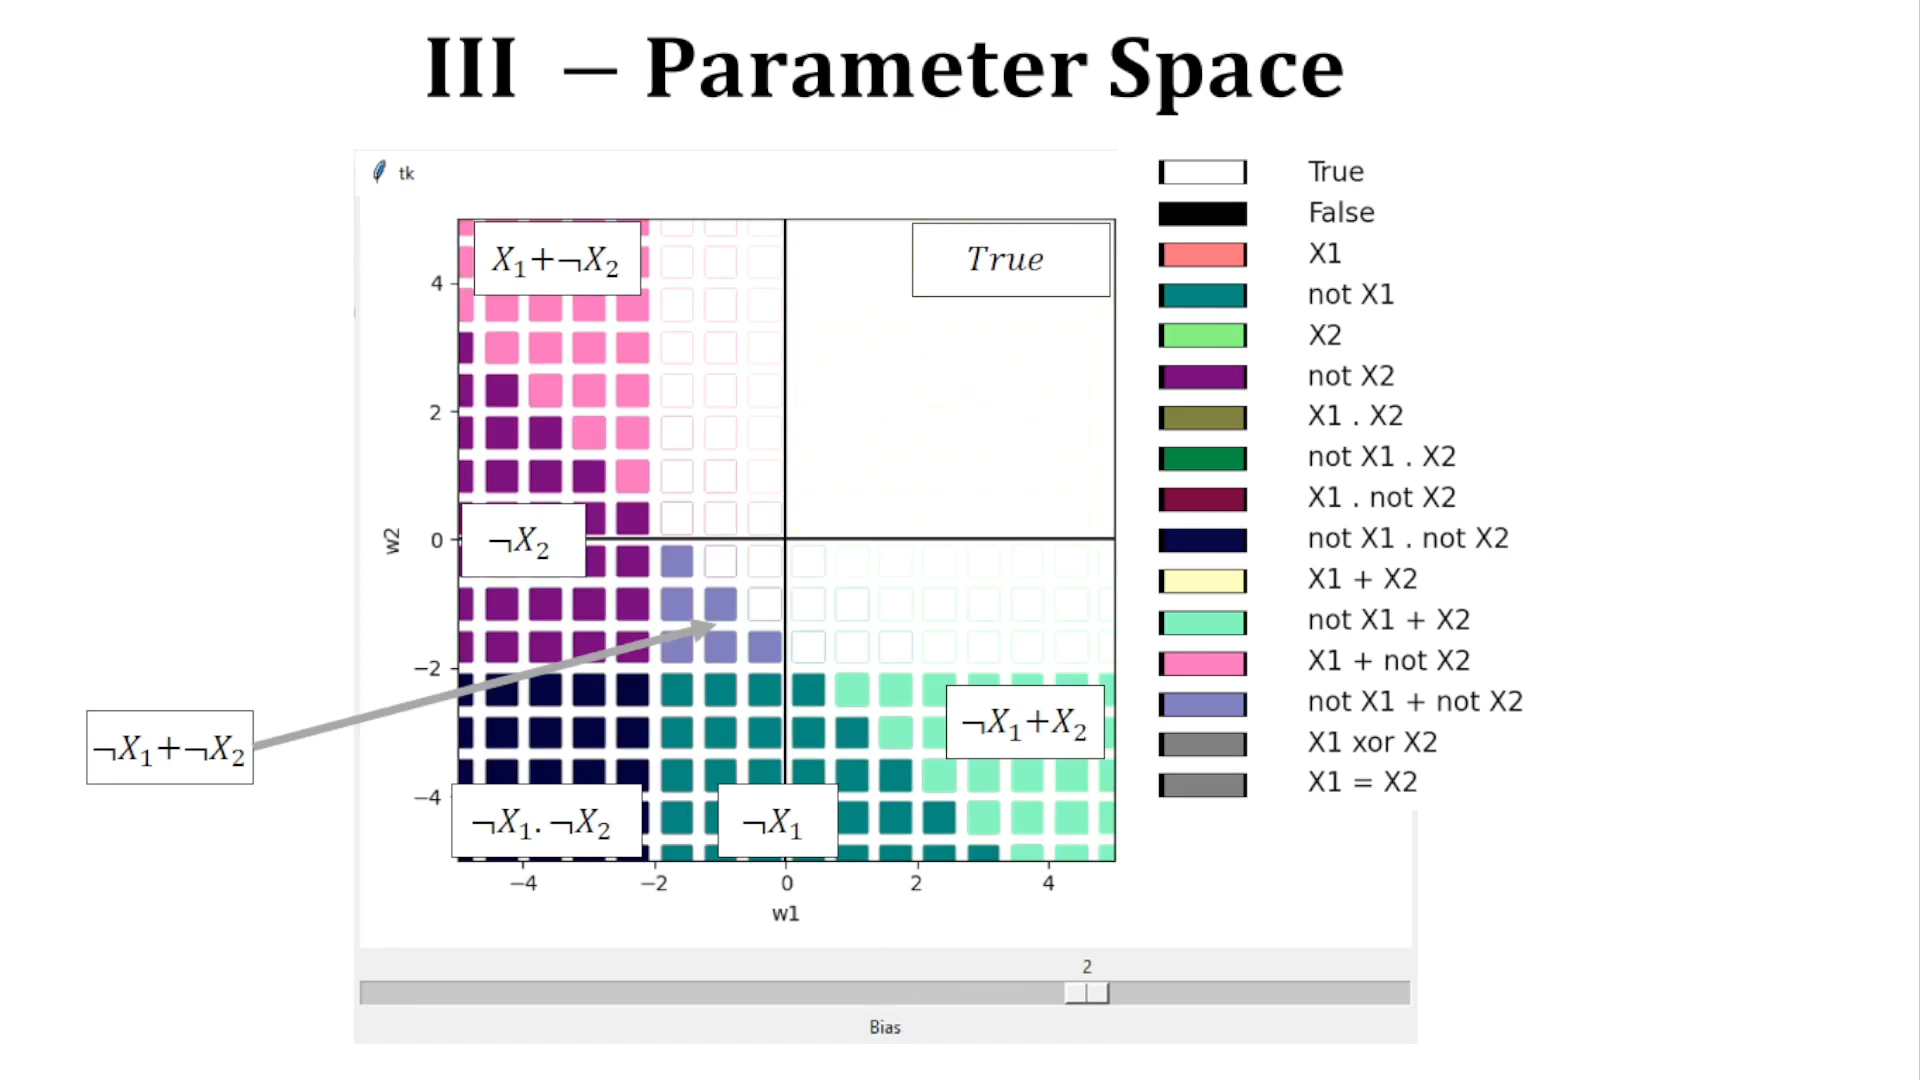 III – Parameter Space
tk
X₁+¬X₂
True
¬X₂
¬X₁+¬X₂
¬X₁+X₂
¬X₁.¬X₂
¬X₁
4
2
0
−2
−4
w2
−4
−2
0
2
4
w1
True
False
X1
not X1
X2
not X2
X1 . X2
not X1 . X2
X1 . not X2
not X1 . not X2
X1 + X2
not X1 + X2
X1 + not X2
not X1 + not X2
X1 xor X2
X1 = X2
2
Bias